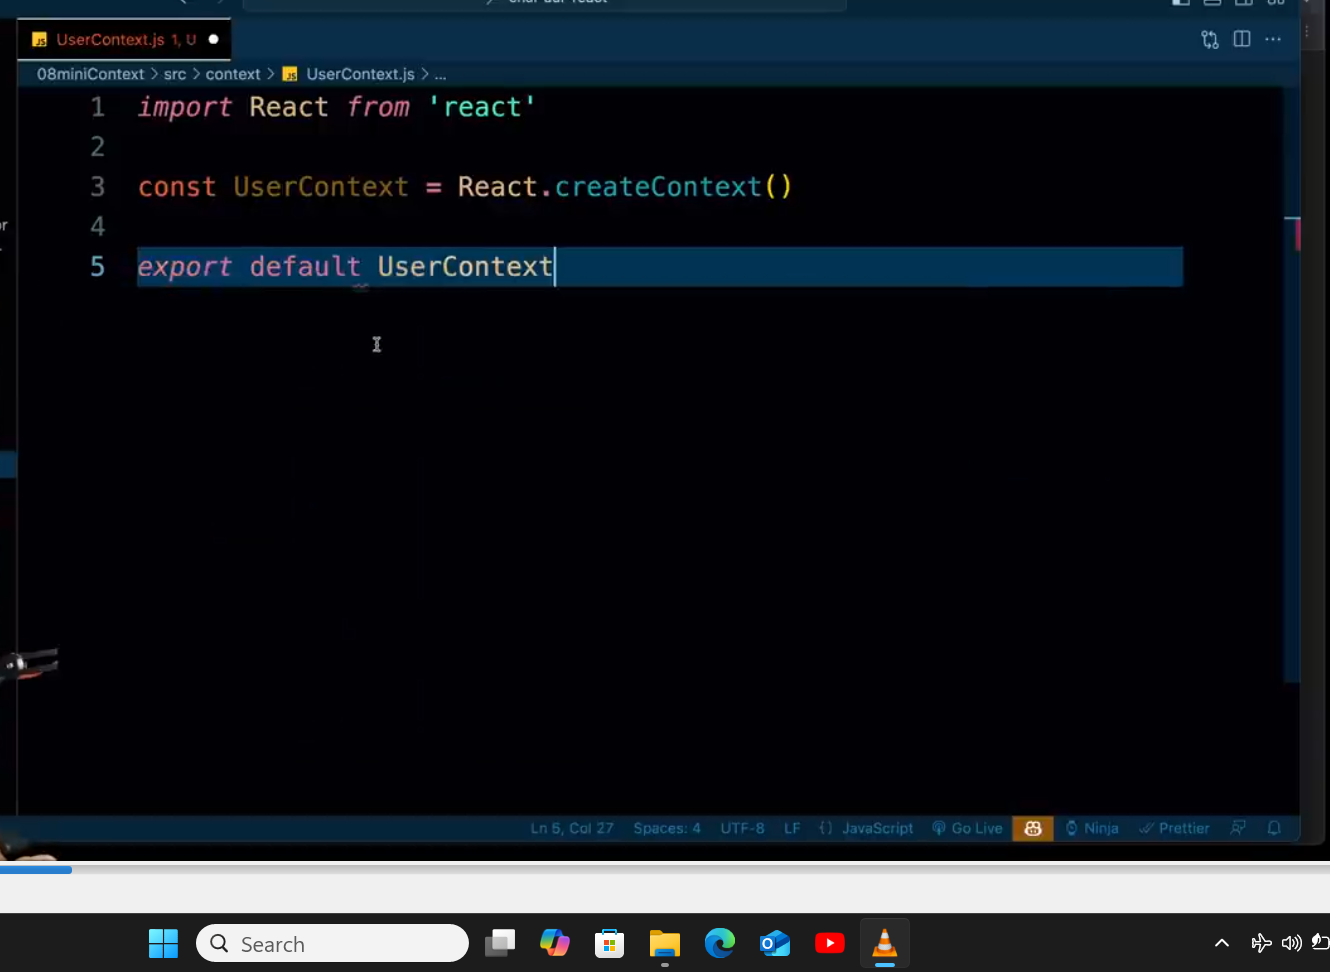 UserContext.js 1, U
08miniContext > src > context > UserContext.js > ...
1 import React from 'react'
2
3 const UserContext = React.createContext()
4
5 export default UserContext
Ln 5, Col 27 Spaces: 4 UTF-8 LF {} JavaScript Go Live Ninja Prettier
Search